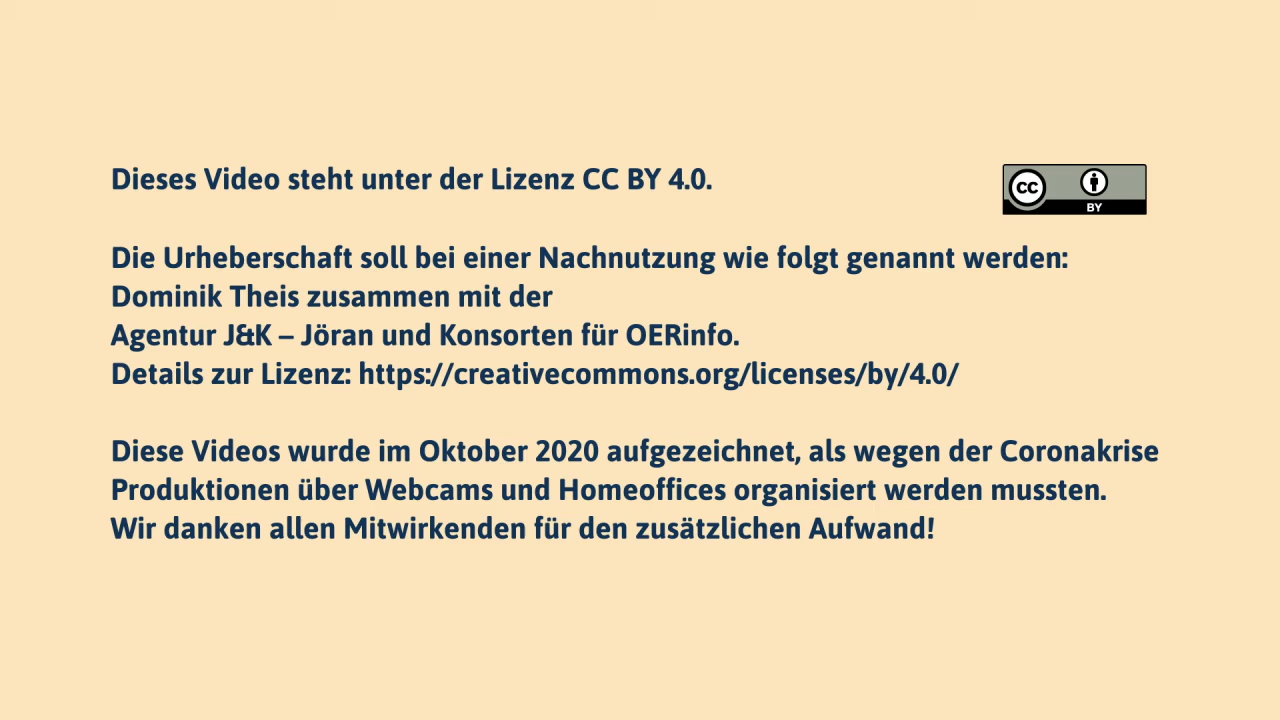 Dieses Video steht unter der Lizenz CC BY 4.0.
cc
BY
Die Urheberschaft soll bei einer Nachnutzung wie folgt genannt werden:
Dominik Theis zusammen mit der
Agentur J&K – Jöran und Konsorten für OERinfo.
Details zur Lizenz: https://creativecommons.org/licenses/by/4.0/
Diese Videos wurde im Oktober 2020 aufgezeichnet, als wegen der Coronakrise
Produktionen über Webcams und Homeoffices organisiert werden mussten.
Wir danken allen Mitwirkenden für den zusätzlichen Aufwand!